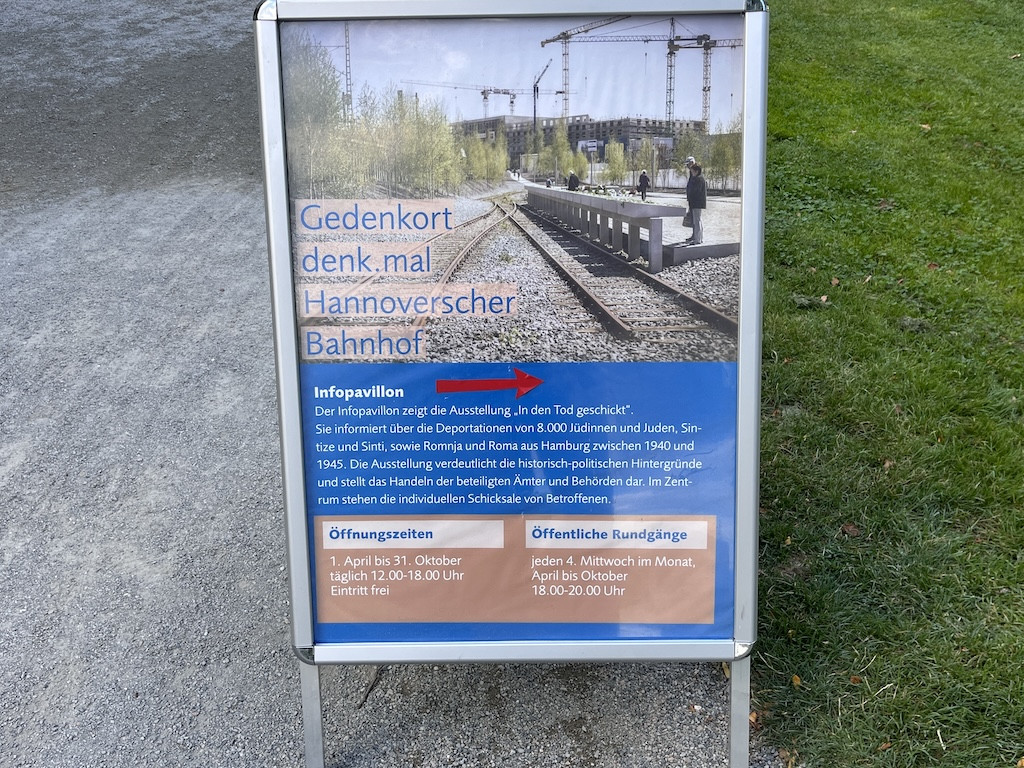 Gedenkort
denk.mal
Hannoverscher
Bahnhof
Infopavillon
Der Infopavillon zeigt die Ausstellung „In den Tod geschickt“.
Sie informiert über die Deportationen von 8.000 Jüdinnen und Juden, Sin-
tize und Sinti, sowie Romnja und Roma aus Hamburg zwischen 1940 und
1945. Die Ausstellung verdeutlicht die historisch-politischen Hintergründe
und stellt das Handeln der beteiligten Ämter und Behörden dar. Im Zent-
rum stehen die individuellen Schicksale von Betroffenen.
Öffnungszeiten
1. April bis 31. Oktober
täglich 12.00-18.00 Uhr
Eintritt frei
Öffentliche Rundgänge
jeden 4. Mittwoch im Monat,
April bis Oktober
18.00-20.00 Uhr